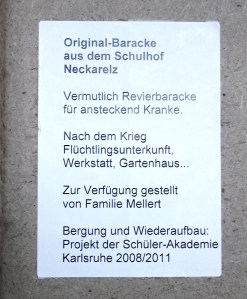 Original-Baracke
aus dem Schulhof
Neckarelz
Vermutlich Revierbaracke
für ansteckend Kranke.
Nach dem Krieg
Flüchtlingsunterkunft,
Werkstatt, Gartenhaus...
Zur Verfügung gestellt
von Familie Mellert
Bergung und Wiederaufbau:
Projekt der Schüler-Akademie
Karlsruhe 2008/2011